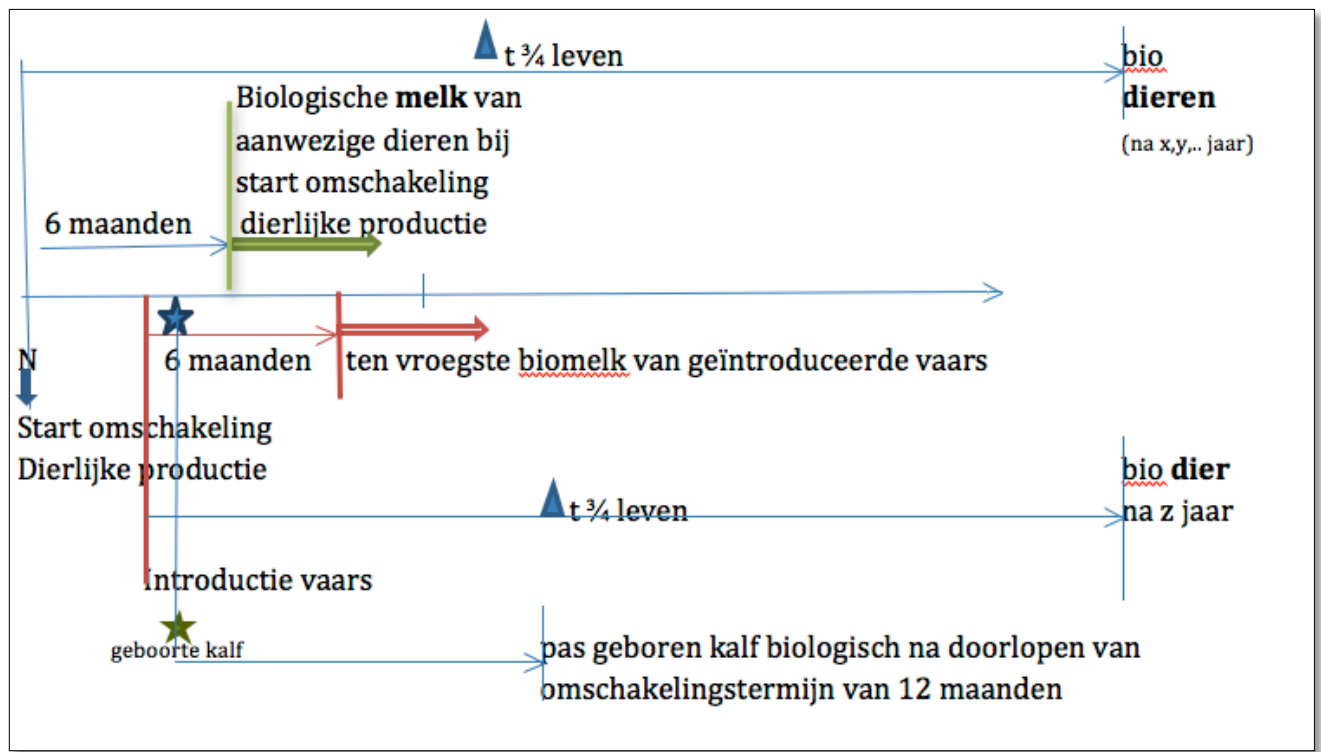 t ¾ leven
bio
dieren
(na x,y,.. jaar)
Biologische melk van
aanwezige dieren bij
start omschakeling
dierlijke productie
6 maanden
N
6 maanden
ten vroegste biomelk van geïntroduceerde vaars
Start omschakeling
Dierlijke productie
t ¾ leven
bio dier
na z jaar
introductie vaars
geboorte kalf
pas geboren kalf biologisch na doorlopen van
omschakelingstermijn van 12 maanden